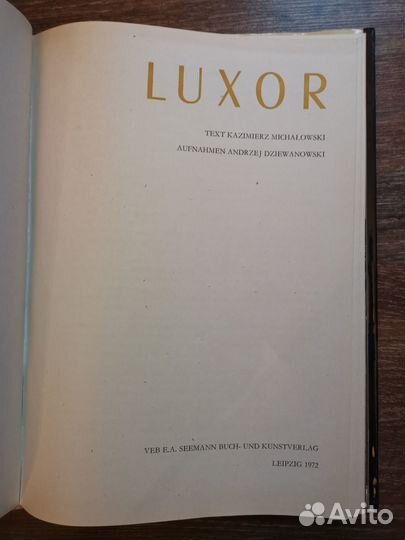 LUXOR
TEXT KAZIMIERZ MICHAŁOWSKI
AUFNAHMEN ANDRZEJ DZIEWANOWSKI
VEB E.A. SEEMANN BUCH- UND KUNSTVERLAG
LEIPZIG 1972
Avito